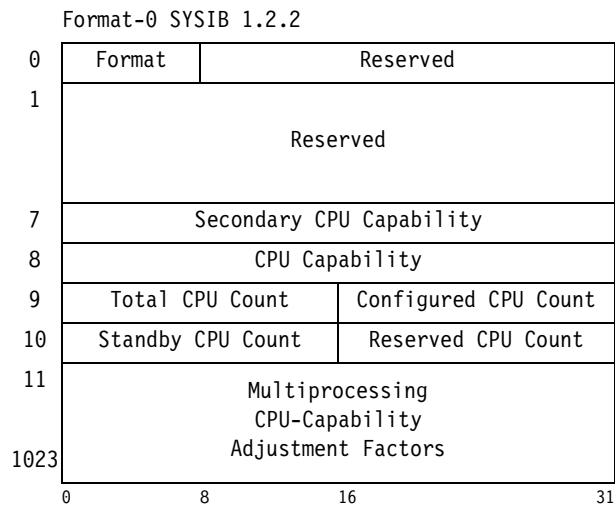 Format-0 SYSIB 1.2.2
0 Format Reserved
1
Reserved
7 Secondary CPU Capability
8 CPU Capability
9 Total CPU Count Configured CPU Count
10 Standby CPU Count Reserved CPU Count
11
Multiprocessing
CPU-Capability
Adjustment Factors
1023
0 8 16 31